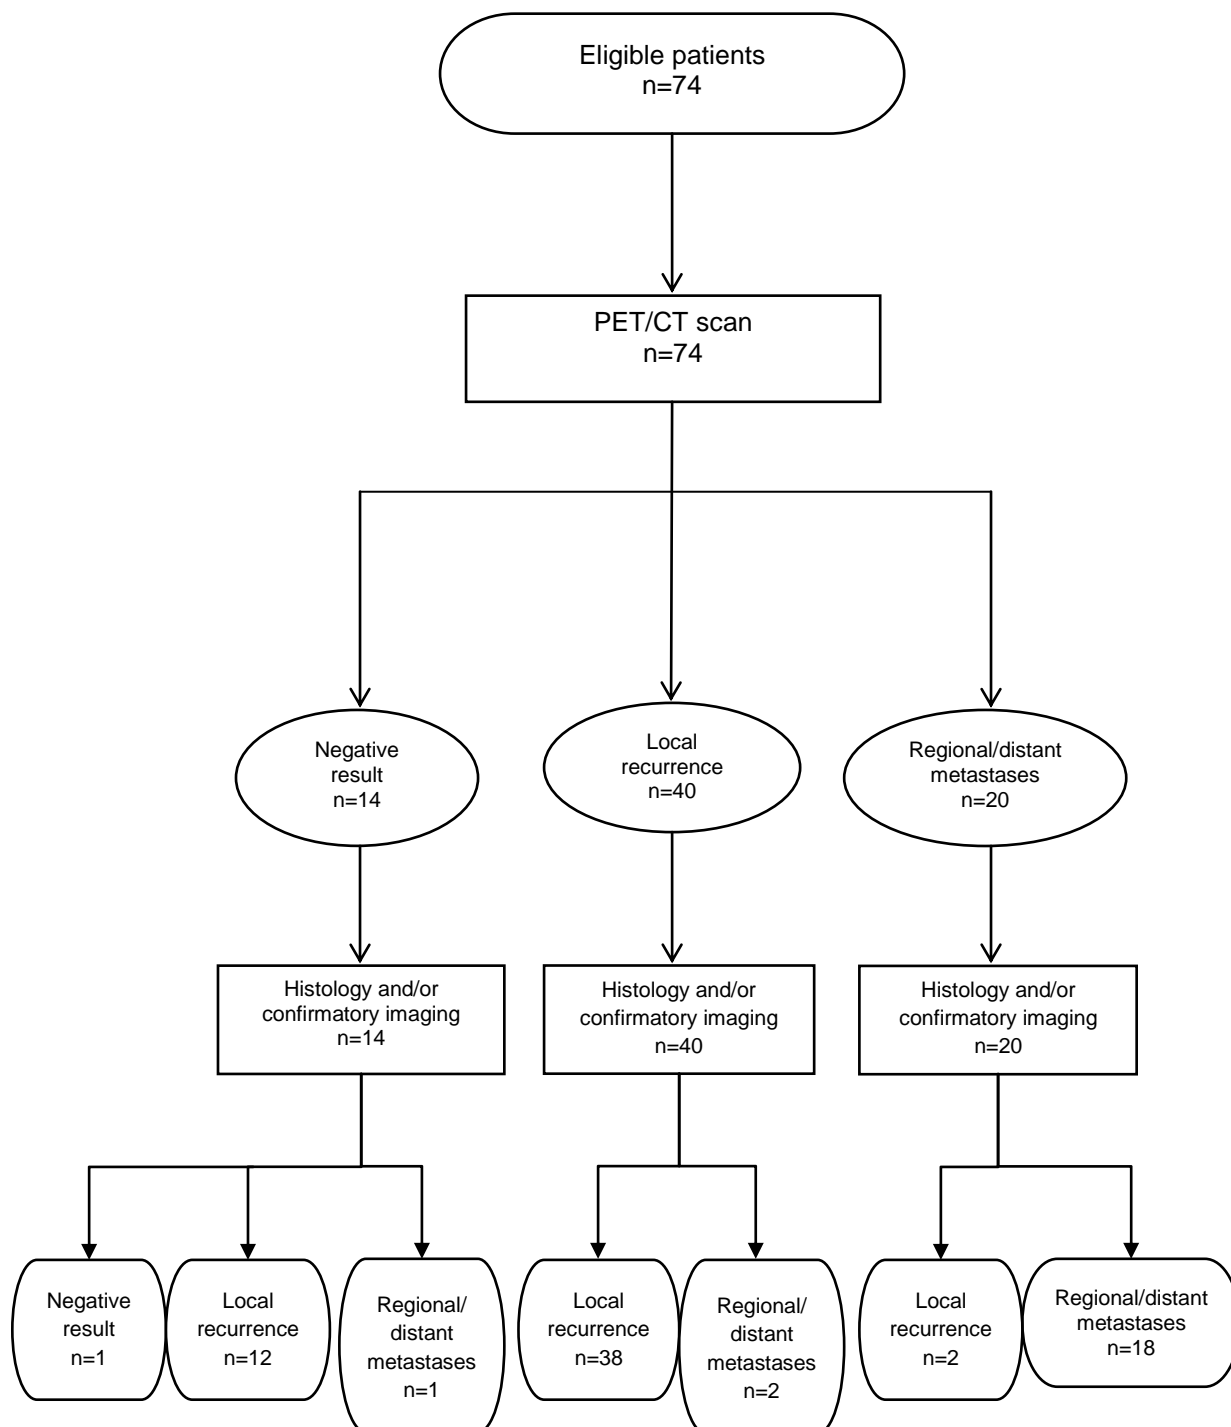 Eligible patients
n=74
PET/CT scan
n=74
Negative
result
n=14
Local
recurrence
n=40
Regional/distant
metastases
n=20
Histology and/or
confirmatory imaging
n=14
Histology and/or
confirmatory imaging
n=40
Histology and/or
confirmatory imaging
n=20
Negative
result
n=1
Local
recurrence
n=12
Regional/
distant
metastases
n=1
Local
recurrence
n=38
Regional/
distant
metastases
n=2
Local
recurrence
n=2
Regional/distant
metastases
n=18